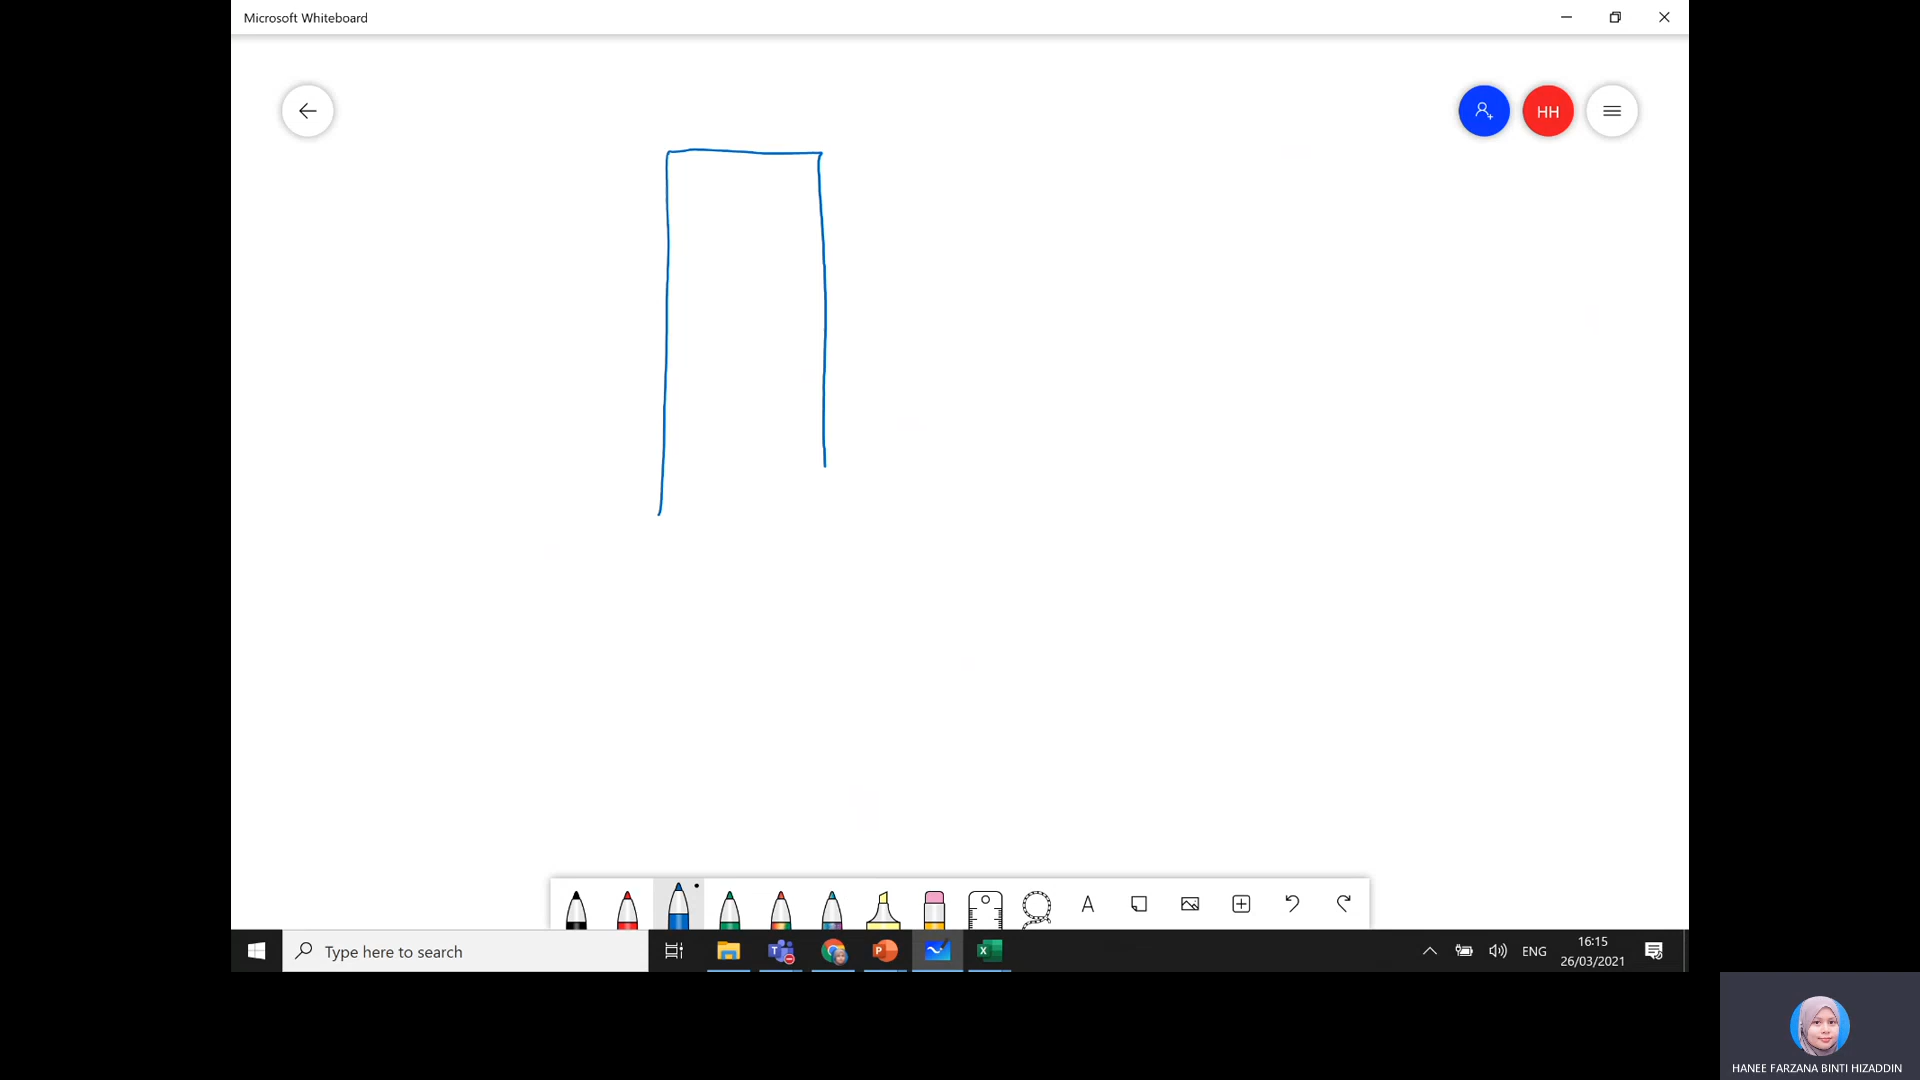 Microsoft Whiteboard
HH
A
Type here to search
ENG
16:15
26/03/2021
HANEE FARZANA BINTI HIZADDIN